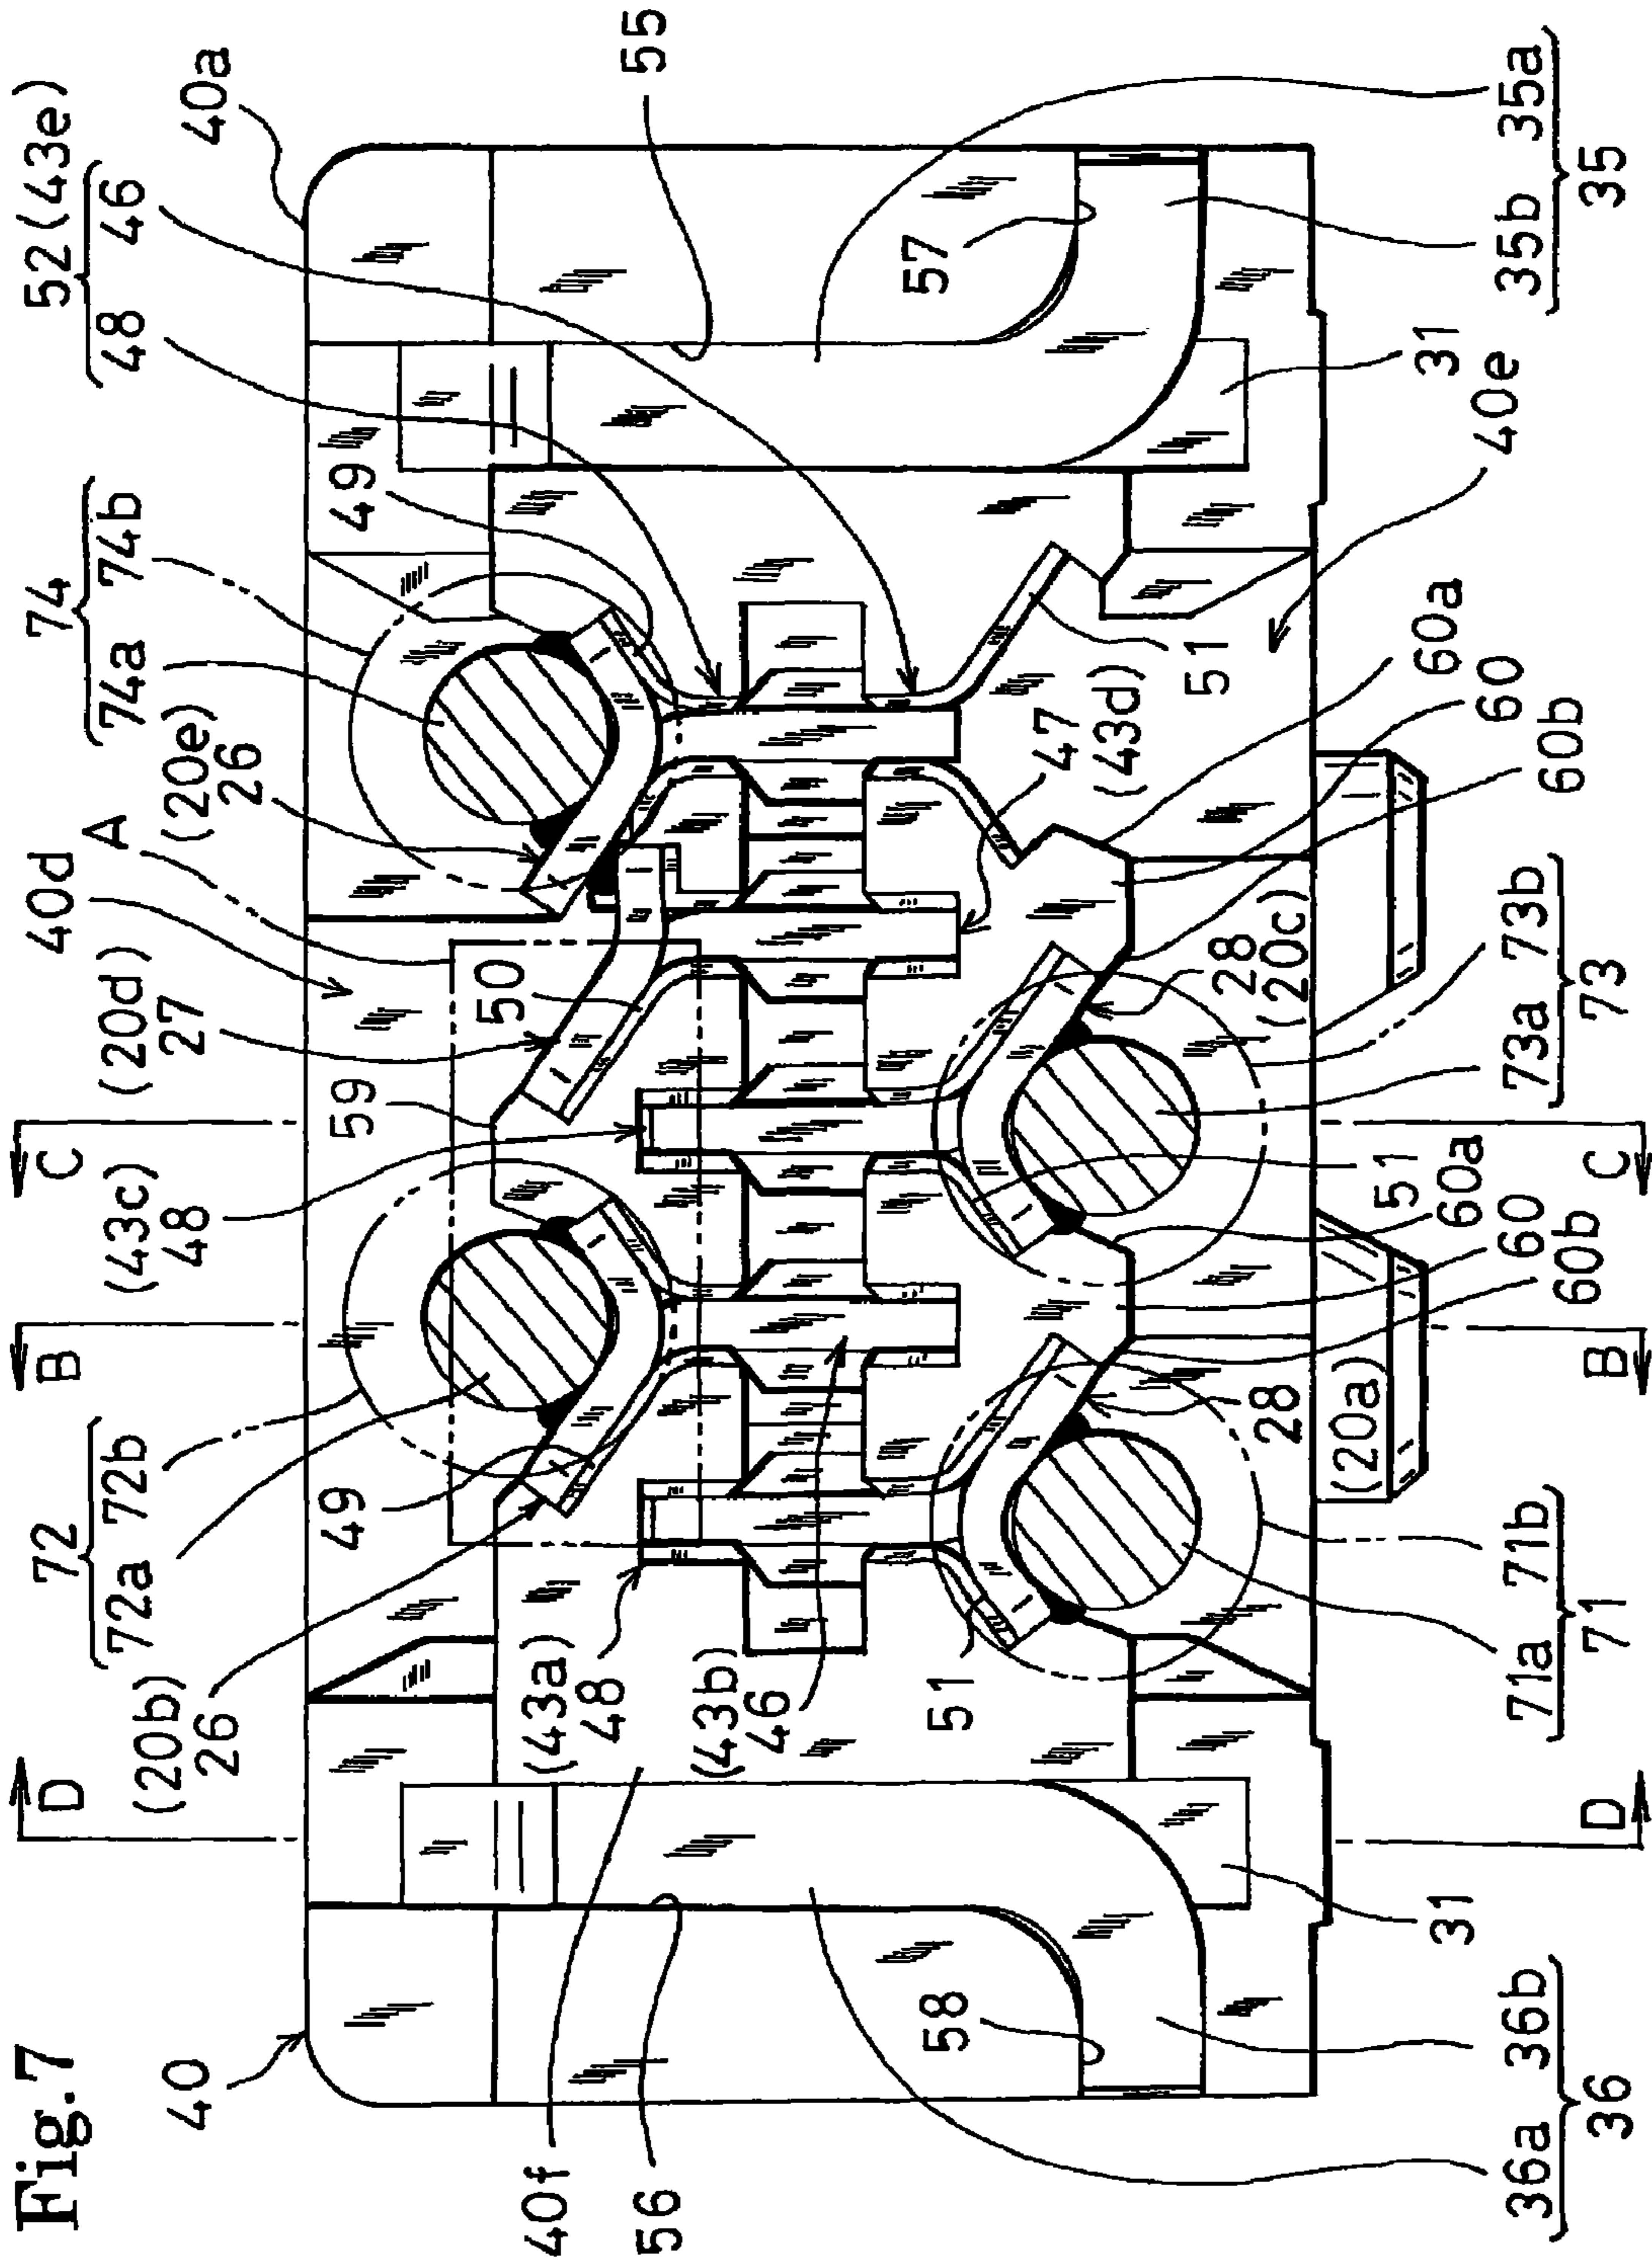 Fig.7
40
D
(20b)
26
72
72a 72b
B
(43c)
48
C
59
(20d)
27
40d
A
(20e)
26
74
74a 74b
49
52(43e)
48 46
40a
55
49
50
(43a)
48
(43b)
46
40f
56
58
51
57
47
(43d)
51
60a
60
60b
40e
31
35b 35a
35
28
(20c)
73a 73b
73
C
51
60a
60
60b
B
28
(20a)
71a 71b
71
D
31
36a 36b
36